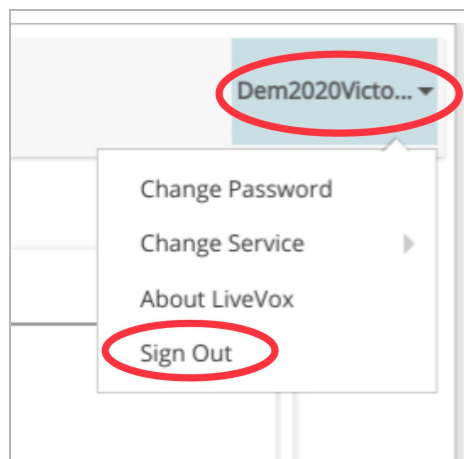 Dem2020Victo...
Change Password
Change Service
About LiveVox
Sign Out